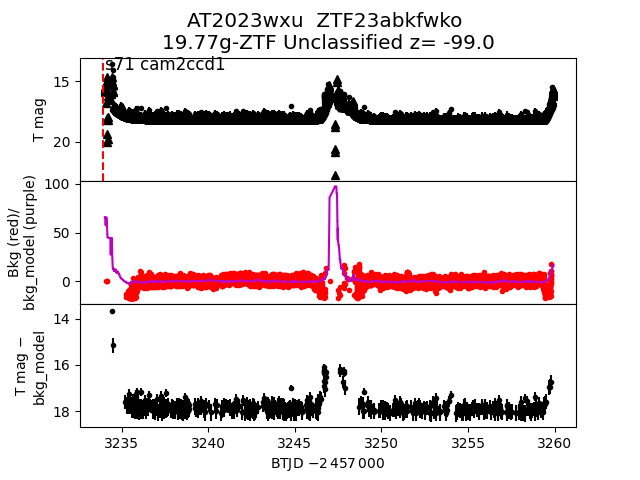 AT2023wxu  ZTF23abkfwko
19.77g-ZTF Unclassified z= -99.0
s71 cam2ccd1
T mag
15
20
Bkg (red)/
bkg_model (purple)
100
50
0
T mag −
bkg_model
14
16
18
3235 3240 3245 3250 3255 3260
BTJD −2 457 000